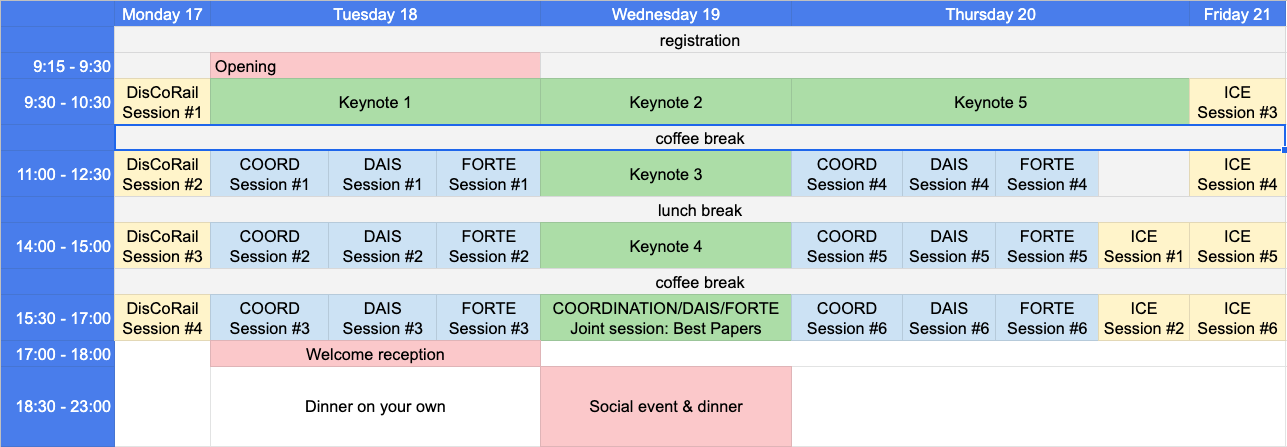 Monday 17 Tuesday 18 Wednesday 19 Thursday 20 Friday 21
registration
9:15 - 9:30 Opening
9:30 - 10:30 DisCoRail Session #1 Keynote 1 Keynote 2 Keynote 5 ICE Session #3
coffee break
11:00 - 12:30 DisCoRail Session #2 COORD Session #1 DAIS Session #1 FORTE Session #1 Keynote 3 COORD Session #4 DAIS Session #4 FORTE Session #4 ICE Session #4
lunch break
14:00 - 15:00 DisCoRail Session #3 COORD Session #2 DAIS Session #2 FORTE Session #2 Keynote 4 COORD Session #5 DAIS Session #5 FORTE Session #5 ICE Session #1 ICE Session #5
coffee break
15:30 - 17:00 DisCoRail Session #4 COORD Session #3 DAIS Session #3 FORTE Session #3 COORDINATION/DAIS/FORTE Joint session: Best Papers COORD Session #6 DAIS Session #6 FORTE Session #6 ICE Session #2 ICE Session #6
17:00 - 18:00 Welcome reception
18:30 - 23:00 Dinner on your own Social event & dinner